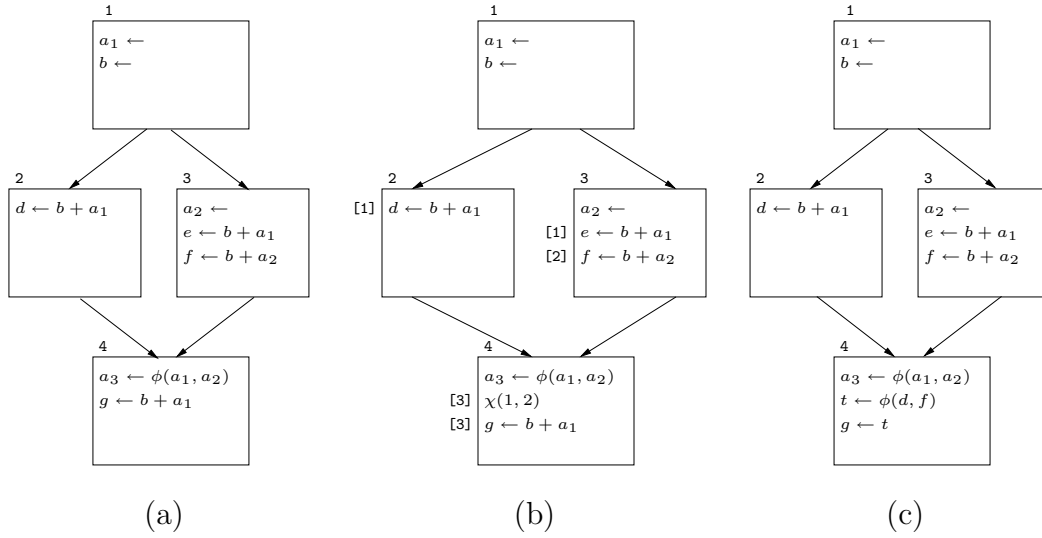 1
a₁ ←
b ←
2
d ← b + a₁
3
a₂ ←
e ← b + a₁
f ← b + a₂
4
a₃ ← ϕ(a₁, a₂)
g ← b + a₁
(a)
1
a₁ ←
b ←
2
[1] d ← b + a₁
3
a₂ ←
[1] e ← b + a₁
[2] f ← b + a₂
4
a₃ ← ϕ(a₁, a₂)
[3] χ(1, 2)
[3] g ← b + a₁
(b)
1
a₁ ←
b ←
2
d ← b + a₁
3
a₂ ←
e ← b + a₁
f ← b + a₂
4
a₃ ← ϕ(a₁, a₂)
t ← ϕ(d, f)
g ← t
(c)